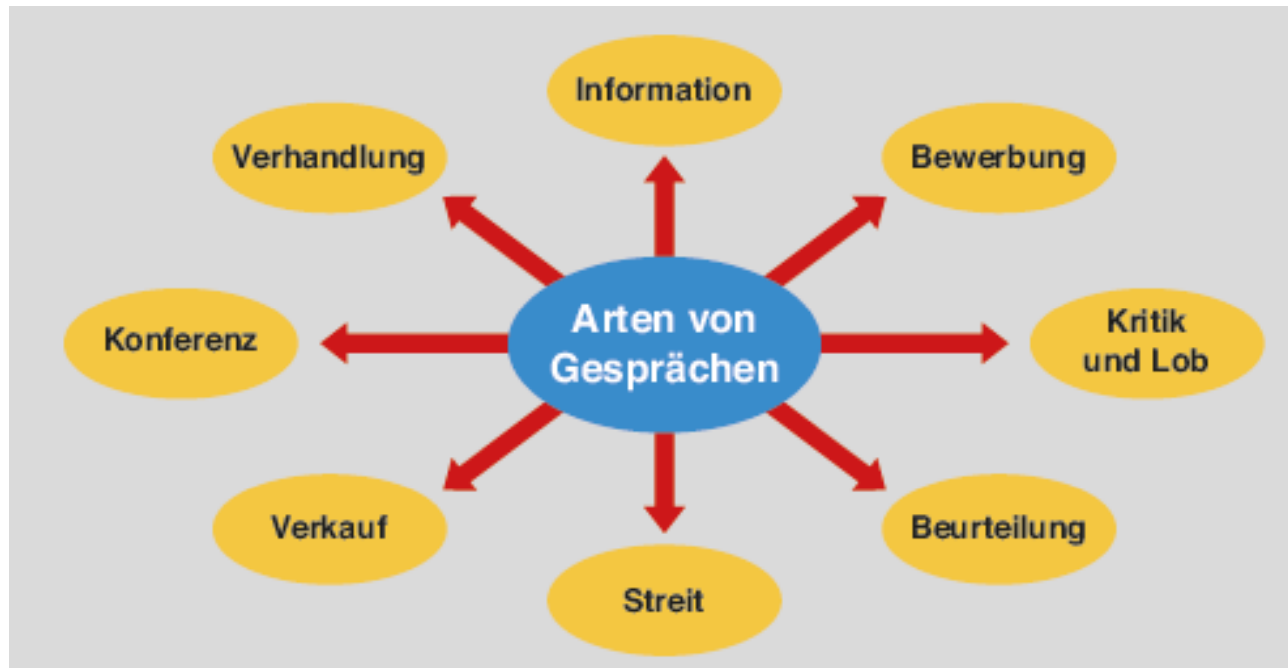 Information
Verhandlung
Bewerbung
Arten von
Gesprächen
Konferenz
Kritik
und Lob
Verkauf
Beurteilung
Streit